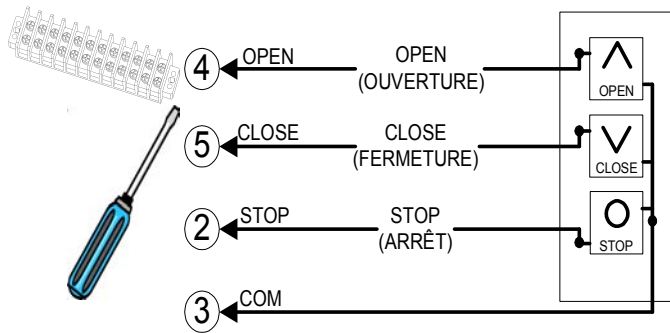 4 OPEN OPEN
(OUVERTURE)
OPEN
5 CLOSE CLOSE
(FERMETURE)
CLOSE
2 STOP STOP
(ARRÊT)
STOP
3 COM